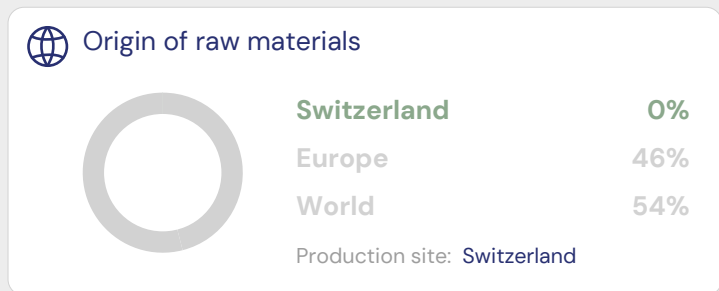 Origin of raw materials
Switzerland 0%
Europe 46%
World 54%
Production site: Switzerland